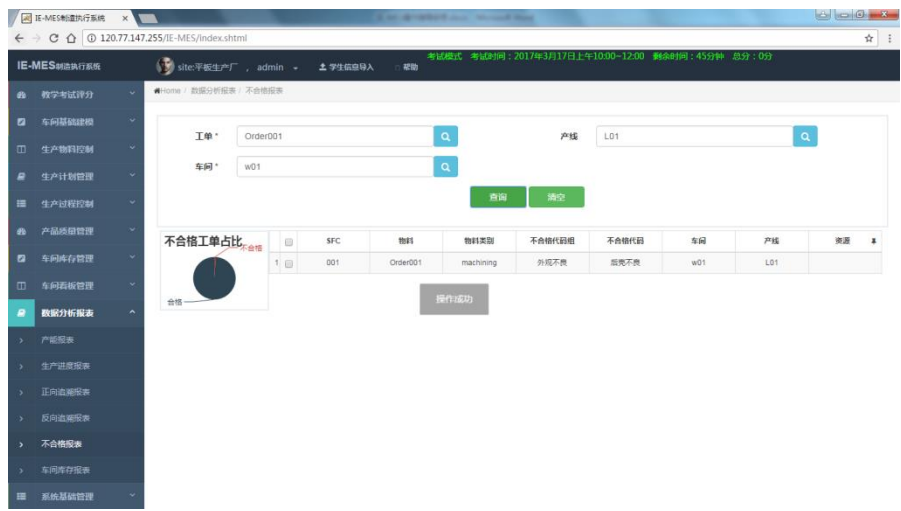 IE-MES制造执行系统
120.77.147.255/IE-MES/index.shtml
IE-MES制造执行系统
site:平板生产厂 , admin
学生信息导入
帮助
考试模式 考试时间：2017年3月17日上午10:00~12:00 剩余时间：45分钟 总分：0分
教学考试评分
车间基础建模
生产物料控制
生产计划管理
生产过程控制
产品质量管理
车间库存管理
车间看板管理
数据分析报表
产能报表
生产进度报表
正向追溯报表
反向追溯报表
不合格报表
车间库存报表
系统基础管理
Home / 数据分析报表 / 不合格报表
工单 * Order001 产线 L01
车间 * w01
查询 清空
不合格工单占比
不合格
合格
SFC 物料 物料类别 不合格代码组 不合格代码 车间 产线 资源
1 001 Order001 machining 外观不良 后壳不良 w01 L01
操作成功